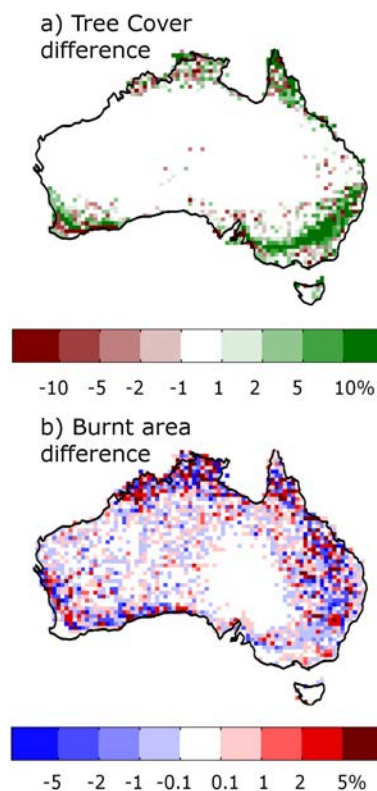 a) Tree Cover
difference
-10 -5 -2 -1 1 2 5 10%
b) Burnt area
difference
-5 -2 -1 -0.1 0.1 1 2 5%